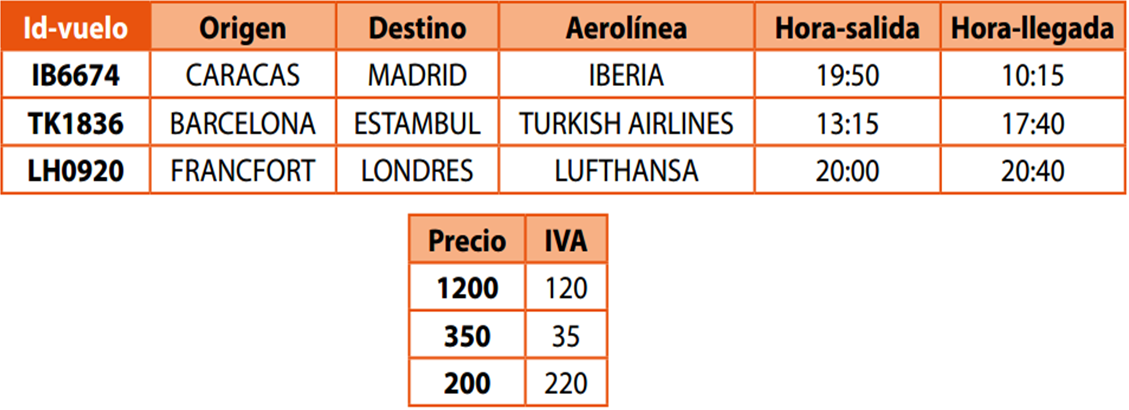 Id-vuelo Origen Destino Aerolínea Hora-salida Hora-llegada
IB6674 CARACAS MADRID IBERIA 19:50 10:15
TK1836 BARCELONA ESTAMBUL TURKISH AIRLINES 13:15 17:40
LH0920 FRANCFORT LONDRES LUFTHANSA 20:00 20:40
Precio IVA
1200 120
350 35
200 220